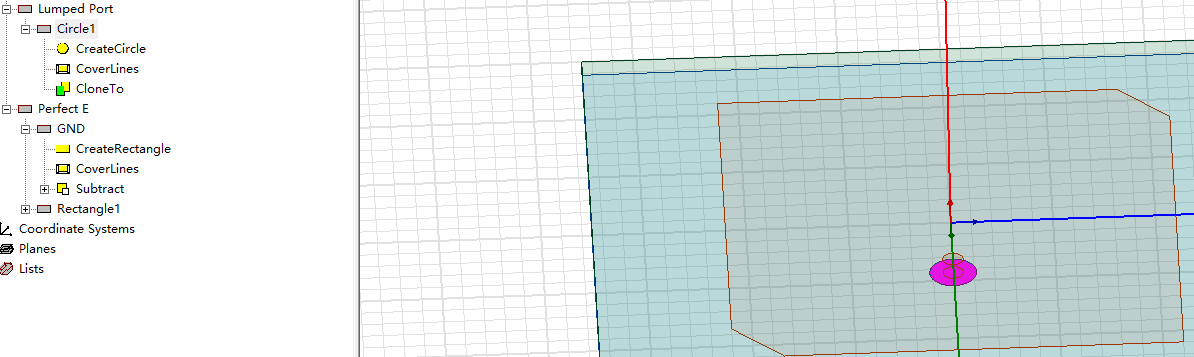 Lumped Port
Circle1
CreateCircle
CoverLines
CloneTo
Perfect E
GND
CreateRectangle
CoverLines
Subtract
Rectangle1
Coordinate Systems
Planes
Lists